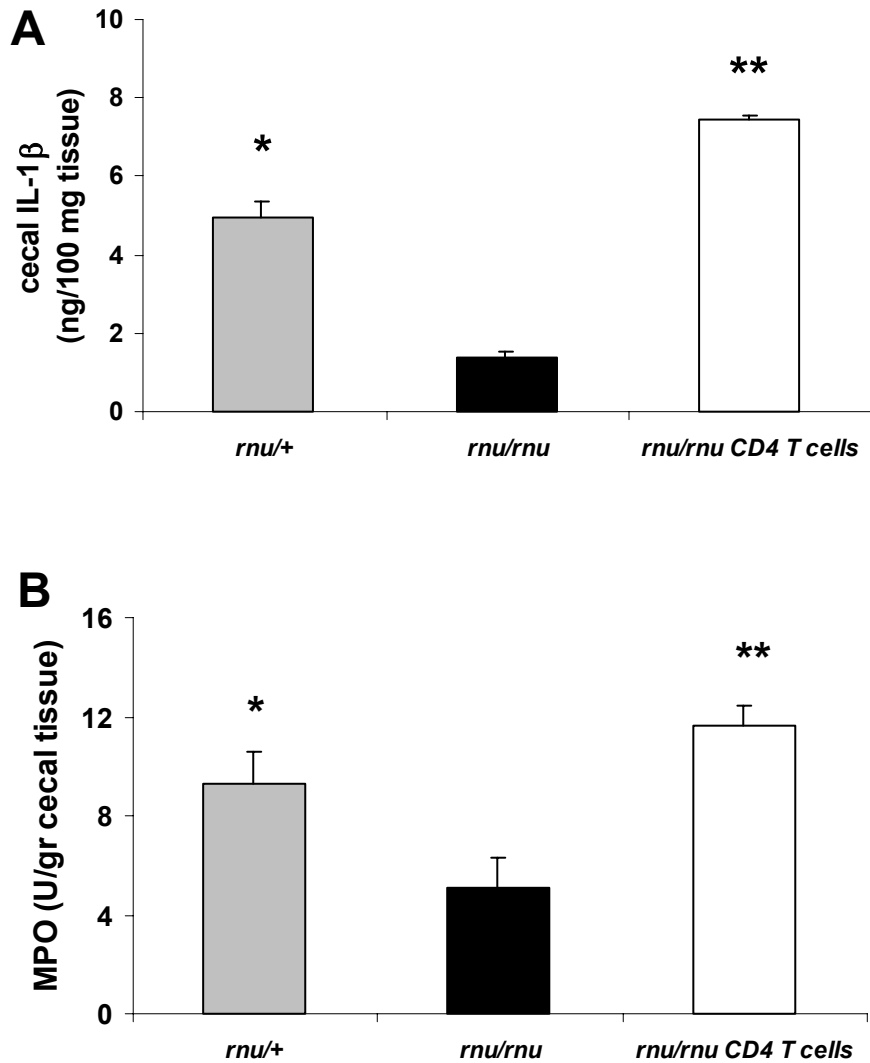 A
cecal IL-1β
(ng/100 mg tissue)
10
8
6
4
2
0
*
**
rnu/+
rnu/rnu
rnu/rnu CD4 T cells
B
MPO (U/gr cecal tissue)
16
12
8
4
0
*
**
rnu/+
rnu/rnu
rnu/rnu CD4 T cells